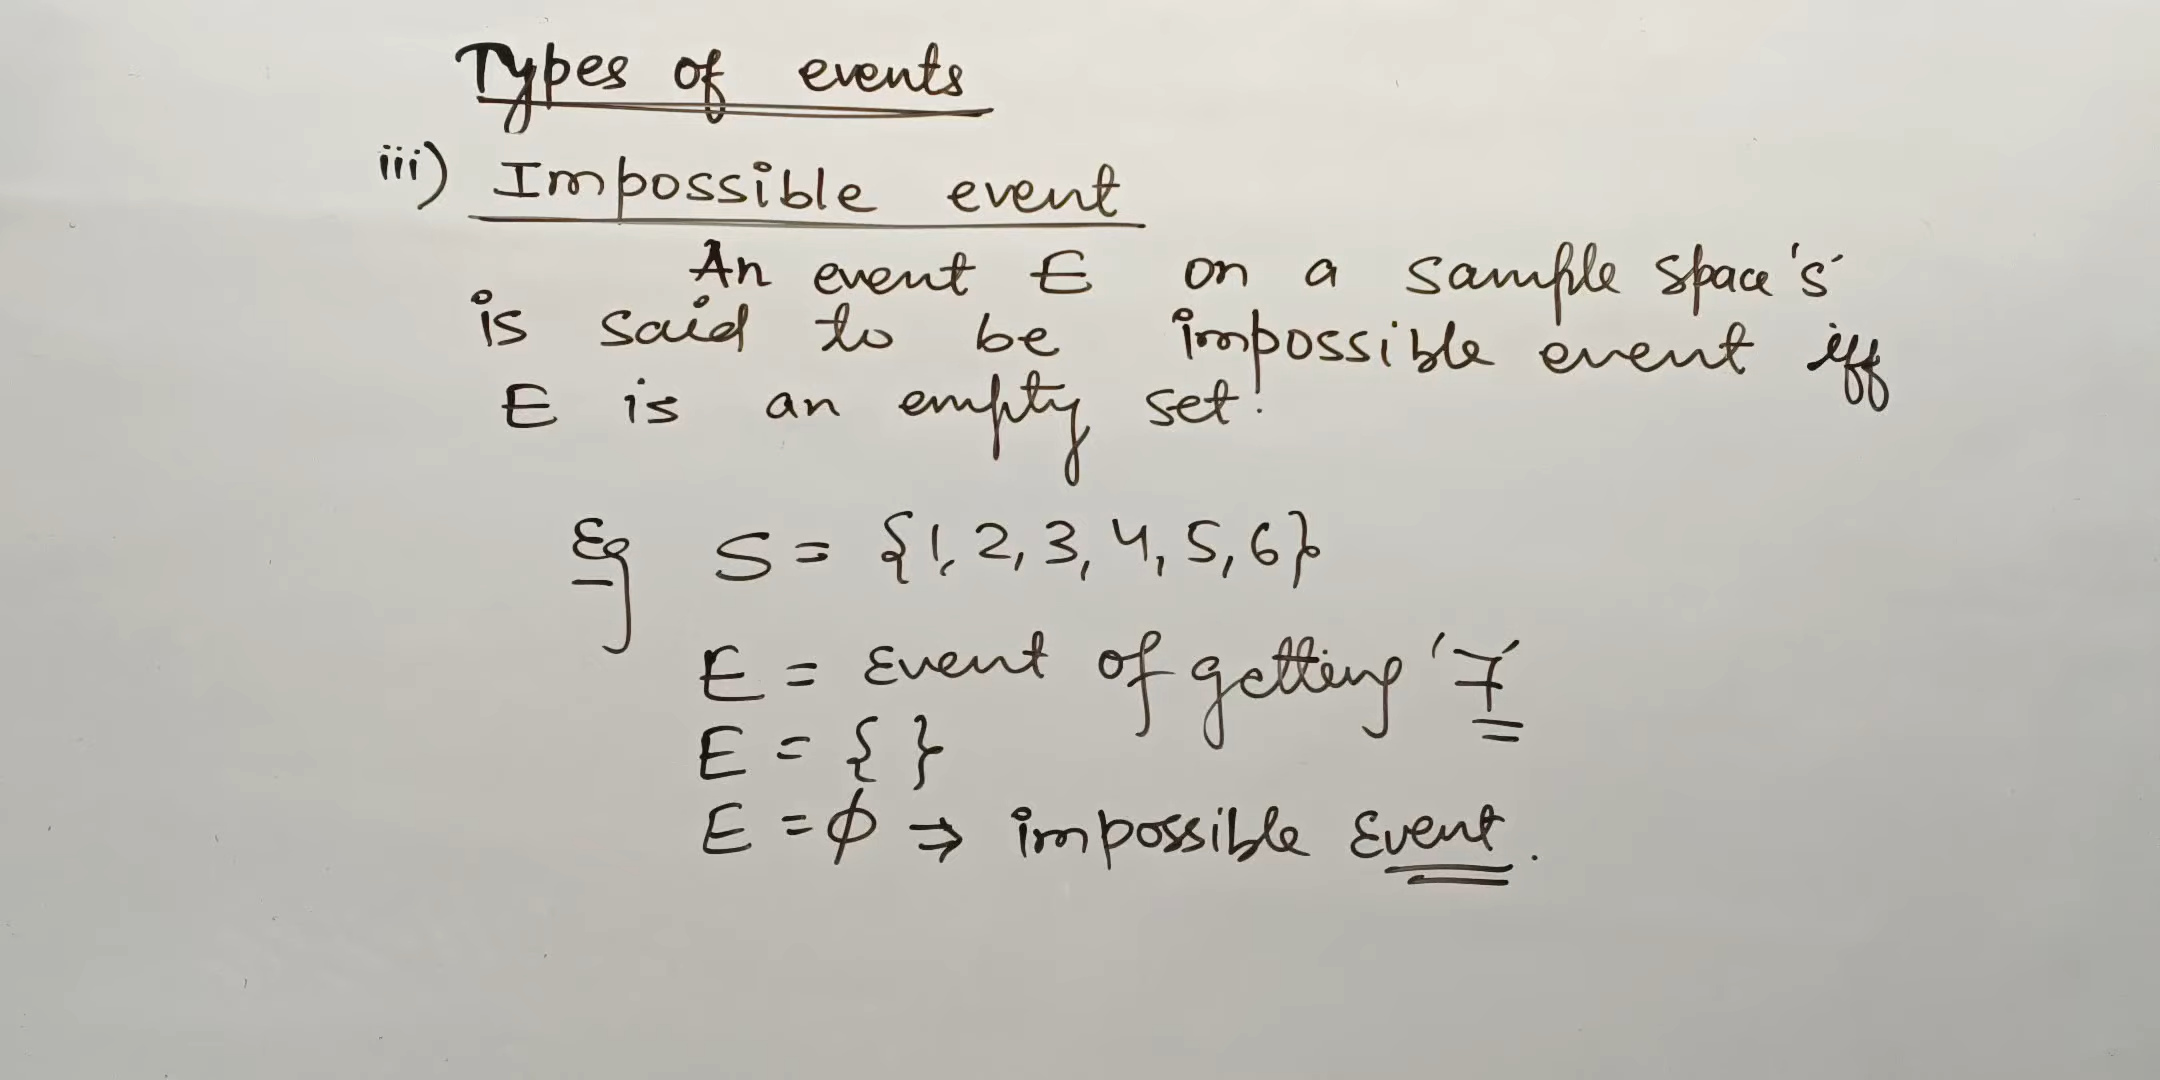 Types of events
iii) Impossible event
An event E on a sample space 's'
is said to be impossible event iff
E is an empty set.
Eg S = {1, 2, 3, 4, 5, 6}
E = Event of getting '7'
E = { }
E = ϕ ⇒ impossible Event.